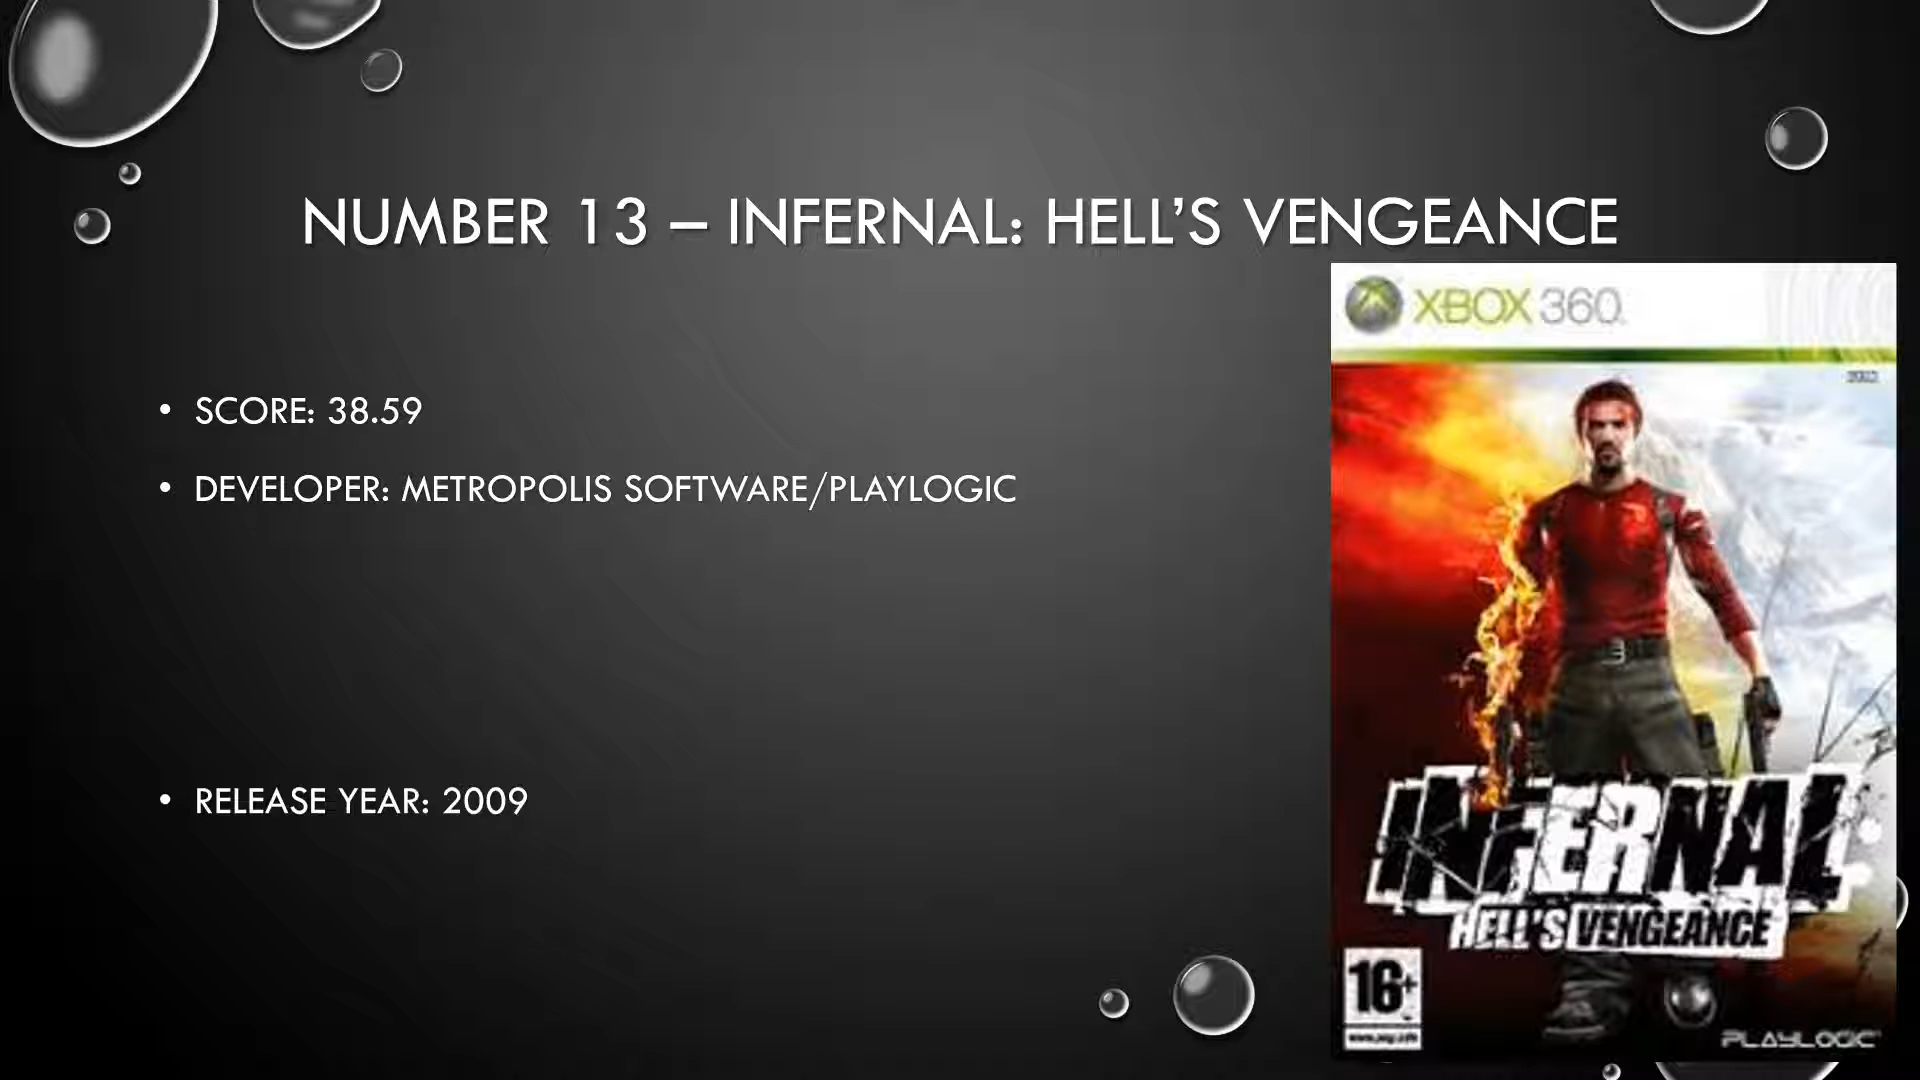 NUMBER 13 – INFERNAL: HELL’S VENGEANCE
• SCORE: 38.59
• DEVELOPER: METROPOLIS SOFTWARE/PLAYLOGIC
• RELEASE YEAR: 2009
XBOX 360
INFERNAL
HELL'S VENGEANCE
16+
PLAYLOGIC